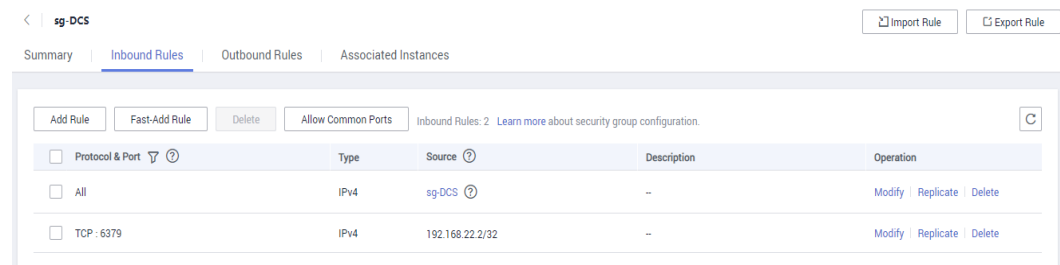 sg-DCS
Import Rule
Export Rule
Summary Inbound Rules Outbound Rules Associated Instances
Add Rule Fast-Add Rule Delete Allow Common Ports Inbound Rules: 2 Learn more about security group configuration.
Protocol & Port Type Source Description Operation
All IPv4 sg-DCS -- Modify Replicate Delete
TCP : 6379 IPv4 192.168.22.2/32 -- Modify Replicate Delete